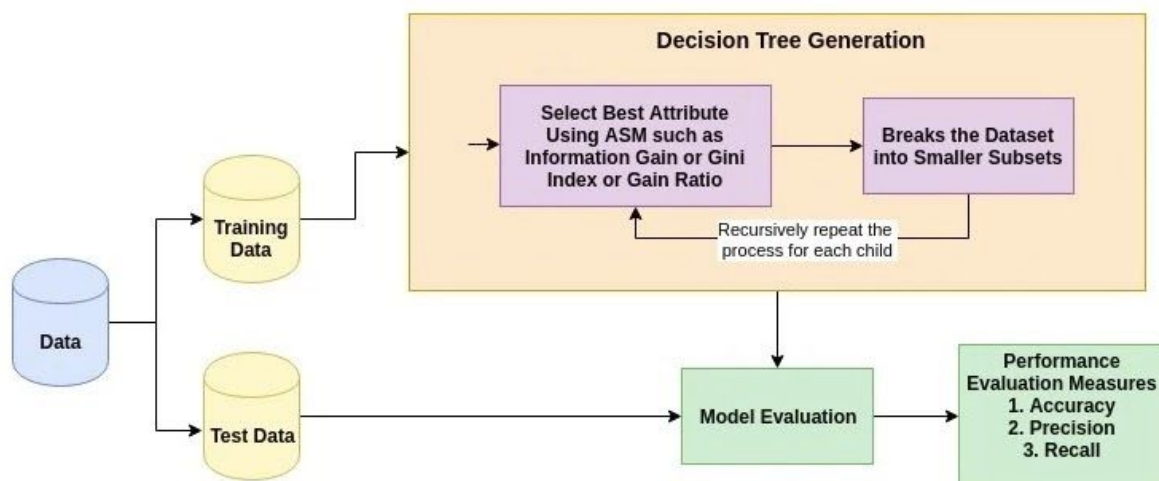 Decision Tree Generation
Select Best Attribute
Using ASM such as
Information Gain or Gini
Index or Gain Ratio
Breaks the Dataset
into Smaller Subsets
Recursively repeat the
process for each child
Training
Data
Data
Test Data
Model Evaluation
Performance
Evaluation Measures
1. Accuracy
2. Precision
3. Recall